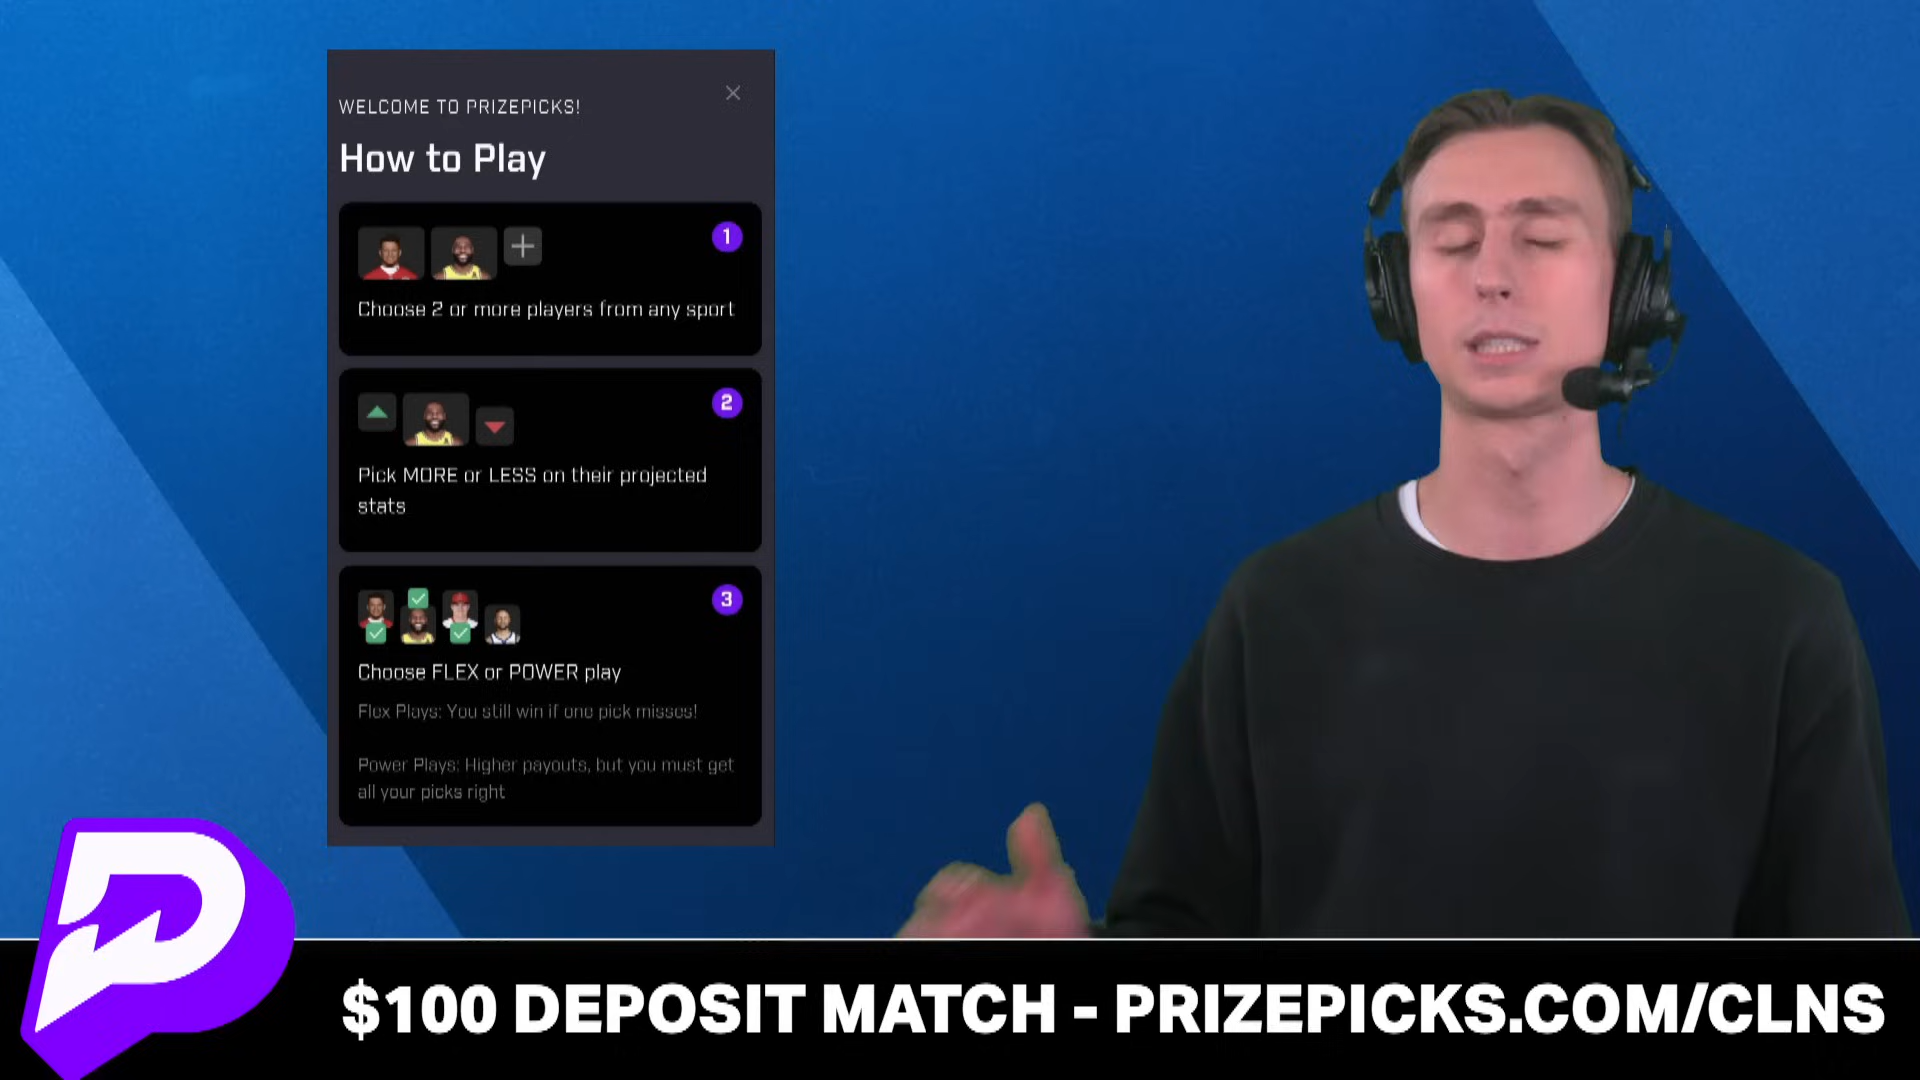 WELCOME TO PRIZEPICKS!
How to Play
1
Choose 2 or more players from any sport
2
Pick MORE or LESS on their projected
stats
3
Choose FLEX or POWER play
Flex Plays: You still win if one pick misses!
Power Plays: Higher payouts, but you must get
all your picks right
$100 DEPOSIT MATCH - PRIZEPICKS.COM/CLNS